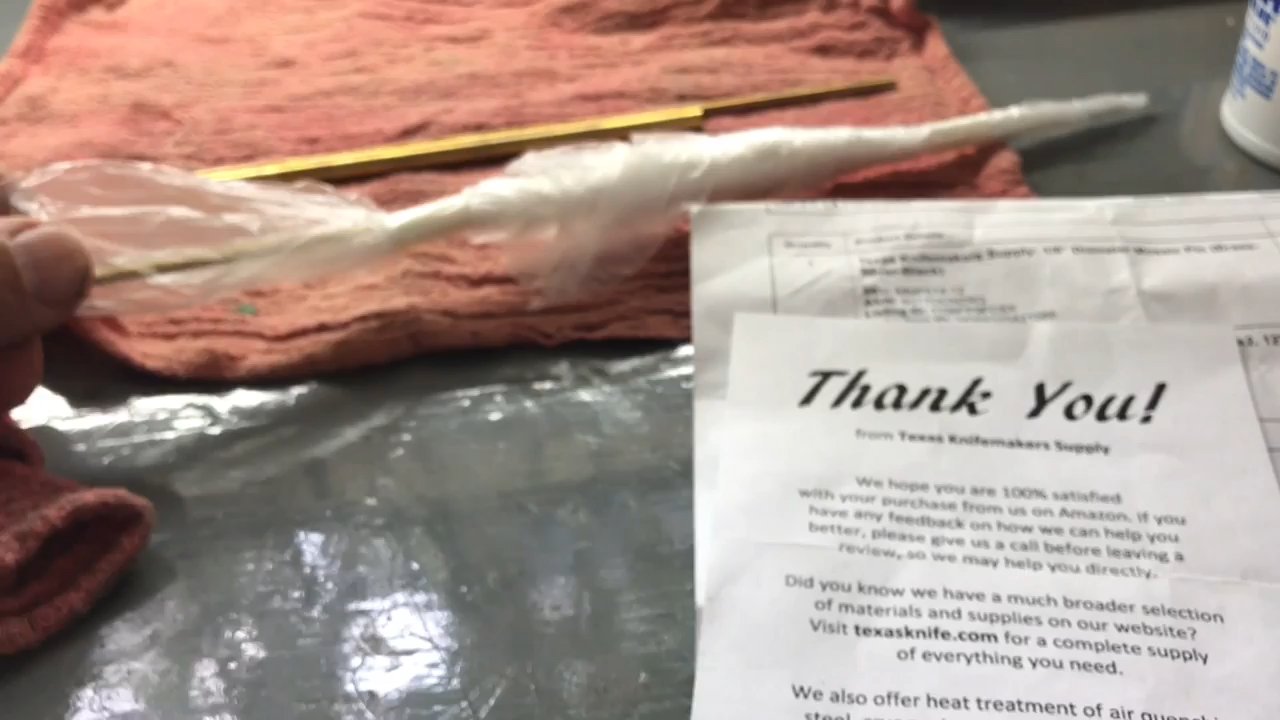 Texas Knifemakers Supply
Thank You!
from Texas Knifemakers Supply
We hope you are 100% satisfied
with your purchase from us on Amazon. If you
have any feedback on how we can help you
better, please give us a call before leaving a
review, so we may help you directly.
Did you know we have a much broader selection
of materials and supplies on our website?
Visit texasknife.com for a complete supply
of everything you need.
We also offer heat treatment of air
steel,